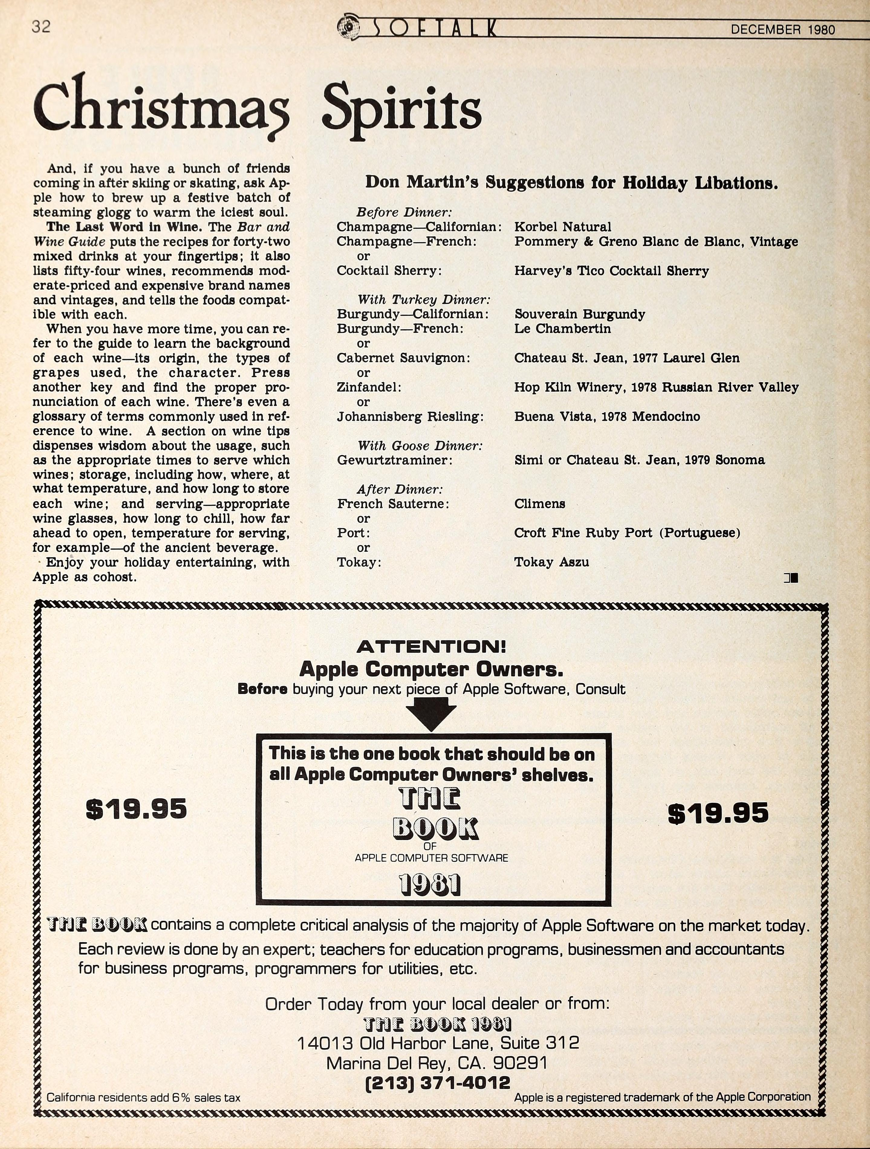 32
SOFTALK
DECEMBER 1980
Christmas Spirits
And, if you have a bunch of friends
coming in after skiing or skating, ask Ap-
ple how to brew up a festive batch of
steaming glogg to warm the iciest soul.
The Last Word in Wine. The Bar and
Wine Guide puts the recipes for forty-two
mixed drinks at your fingertips; it also
lists fifty-four wines, recommends mod-
erate-priced and expensive brand names
and vintages, and tells the foods compat-
ible with each.
When you have more time, you can re-
fer to the guide to learn the background
of each wine—its origin, the types of
grapes used, the character. Press
another key and find the proper pro-
nunciation of each wine. There's even a
glossary of terms commonly used in ref-
erence to wine. A section on wine tips
dispenses wisdom about the usage, such
as the appropriate times to serve which
wines; storage, including how, where, at
what temperature, and how long to store
each wine; and serving—appropriate
wine glasses, how long to chill, how far
ahead to open, temperature for serving,
for example—of the ancient beverage.
Enjoy your holiday entertaining, with
Apple as cohost.
Don Martin's Suggestions for Holiday Libations.
Before Dinner:
Champagne—Californian: Korbel Natural
Champagne—French: Pommery & Greno Blanc de Blanc, Vintage
or
Cocktail Sherry: Harvey's Tico Cocktail Sherry
With Turkey Dinner:
Burgundy—Californian: Souverain Burgundy
Burgundy—French: Le Chambertin
or
Cabernet Sauvignon: Chateau St. Jean, 1977 Laurel Glen
or
Zinfandel: Hop Kiln Winery, 1978 Russian River Valley
or
Johannisberg Riesling: Buena Vista, 1978 Mendocino
With Goose Dinner:
Gewurtztraminer: Simi or Chateau St. Jean, 1979 Sonoma
After Dinner:
French Sauterne: Climens
or
Port: Croft Fine Ruby Port (Portuguese)
or
Tokay: Tokay Aszu
ATTENTION!
Apple Computer Owners.
Before buying your next piece of Apple Software, Consult
This is the one book that should be on
all Apple Computer Owners' shelves.
THE
BOOK
OF
APPLE COMPUTER SOFTWARE
1981
$19.95
$19.95
THE BOOK contains a complete critical analysis of the majority of Apple Software on the market today.
Each review is done by an expert; teachers for education programs, businessmen and accountants
for business programs, programmers for utilities, etc.
Order Today from your local dealer or from:
THE BOOK 1981
14013 Old Harbor Lane, Suite 312
Marina Del Rey, CA. 90291
(213) 371-4012
California residents add 6% sales tax
Apple is a registered trademark of the Apple Corporation